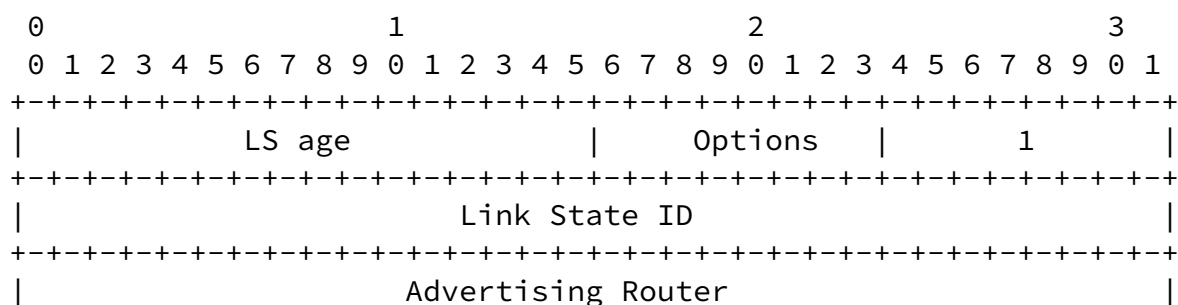 0                   1                   2                   3
 0 1 2 3 4 5 6 7 8 9 0 1 2 3 4 5 6 7 8 9 0 1 2 3 4 5 6 7 8 9 0 1
+-+-+-+-+-+-+-+-+-+-+-+-+-+-+-+-+-+-+-+-+-+-+-+-+-+-+-+-+-+-+-+-+
|            LS age             |     Options   |       1       |
+-+-+-+-+-+-+-+-+-+-+-+-+-+-+-+-+-+-+-+-+-+-+-+-+-+-+-+-+-+-+-+-+
|                        Link State ID                          |
+-+-+-+-+-+-+-+-+-+-+-+-+-+-+-+-+-+-+-+-+-+-+-+-+-+-+-+-+-+-+-+-+
|                     Advertising Router                        |